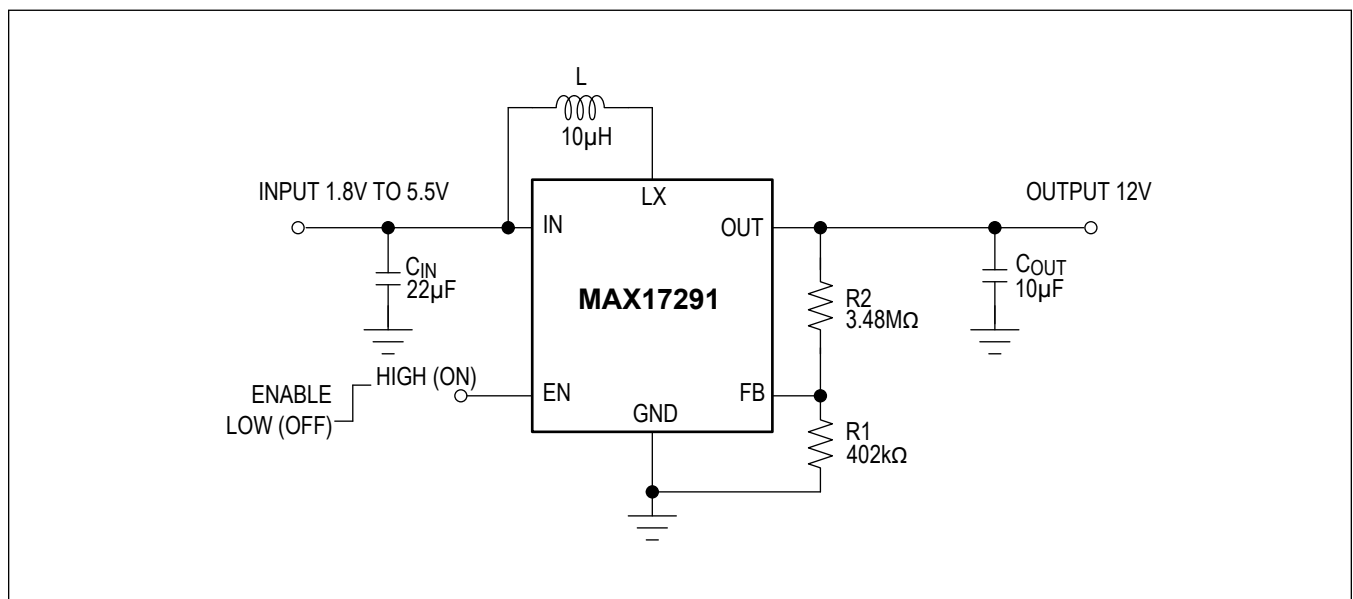 L
10µH
INPUT 1.8V TO 5.5V
OUTPUT 12V
LX
IN
OUT
CIN
22µF
MAX17291
R2
3.48MΩ
COUT
10µF
HIGH (ON)
ENABLE
LOW (OFF)
EN
FB
GND
R1
402kΩ